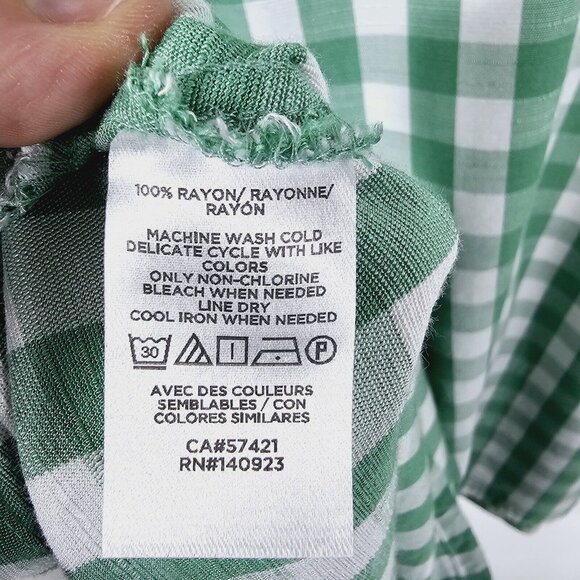 100% RAYON/ RAYONNE/
RAYÓN
MACHINE WASH COLD
DELICATE CYCLE WITH LIKE
COLORS
ONLY NON-CHLORINE
BLEACH WHEN NEEDED
LINE DRY
COOL IRON WHEN NEEDED
30 P
AVEC DES COULEURS
SEMBLABLES / CON
COLORES SIMILARES
CA#57421
RN#140923